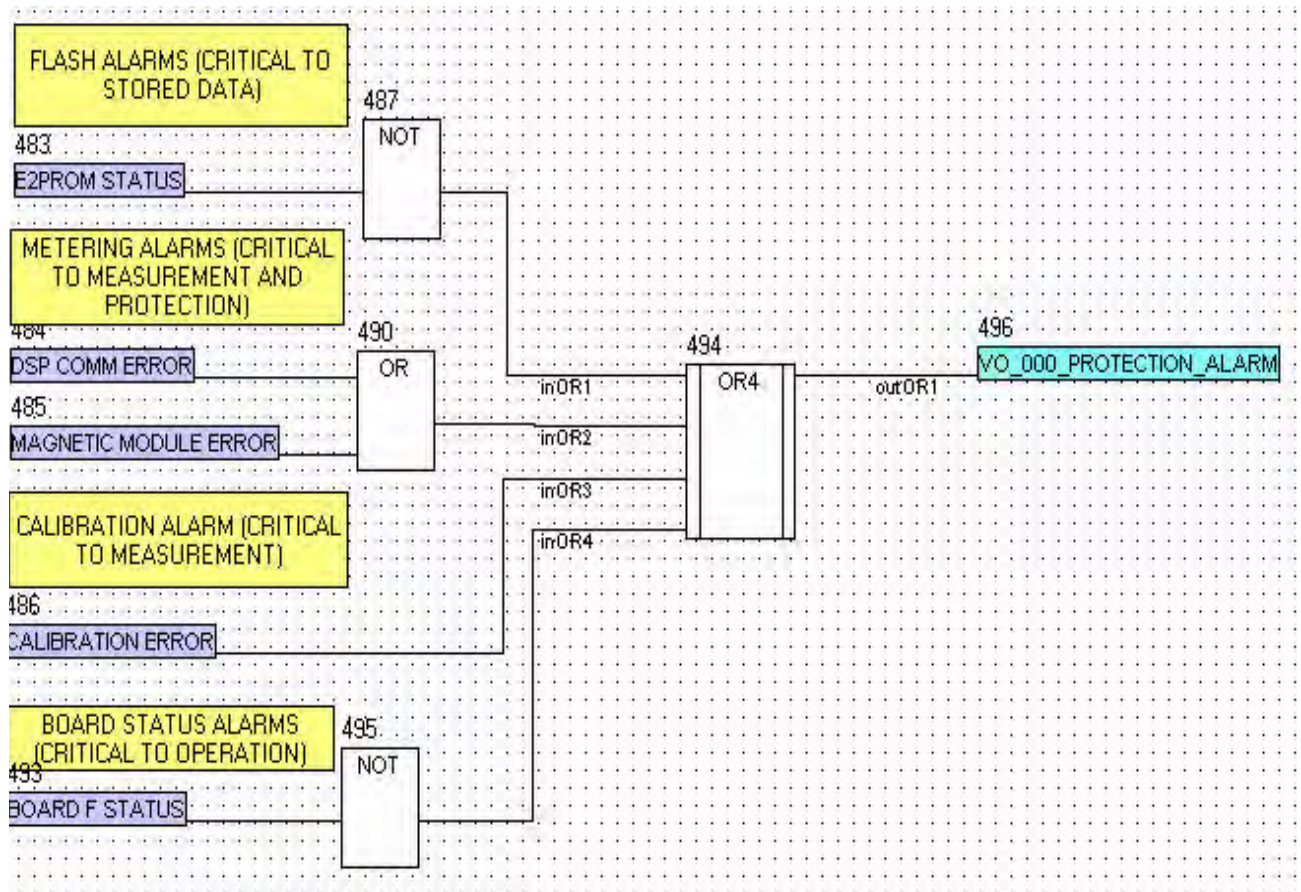 FLASH ALARMS (CRITICAL TO
STORED DATA)
487
NOT
483
E2PROM STATUS
METERING ALARMS (CRITICAL
TO MEASUREMENT AND
PROTECTION)
484
DSP COMM ERROR
490
OR
485
MAGNETIC MODULE ERROR
494
OR4
inOR1
inOR2
inOR3
inOR4
outOR1
496
VO_000_PROTECTION_ALARM
CALIBRATION ALARM (CRITICAL
TO MEASUREMENT)
486
CALIBRATION ERROR
BOARD STATUS ALARMS
(CRITICAL TO OPERATION)
495
NOT
493
BOARD F STATUS